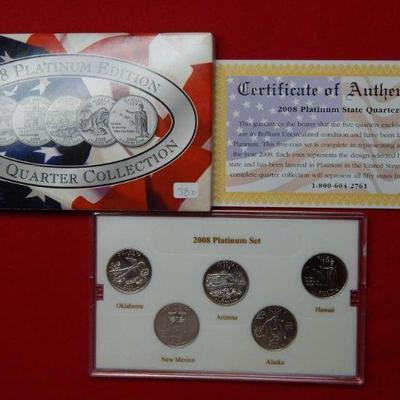 8 PLATINUM EDITION
QUARTER COLLECTION
380
Certificate of Authen
2008 Platinum State Quarter
This guarantees the bearer that the five quarters enclose
are in Brilliant Uncirculated condition and have been la
Platinum. This five-coin set is complete in representing a
the year 2008. Each coin represents the design selected b
state and has been layered in Platinum in the United State
complete quarter collection will represent all fifty states fr
1-800-604-2761
2008 Platinum Set
Oklahoma
Arizona
Hawaii
New Mexico
Alaska